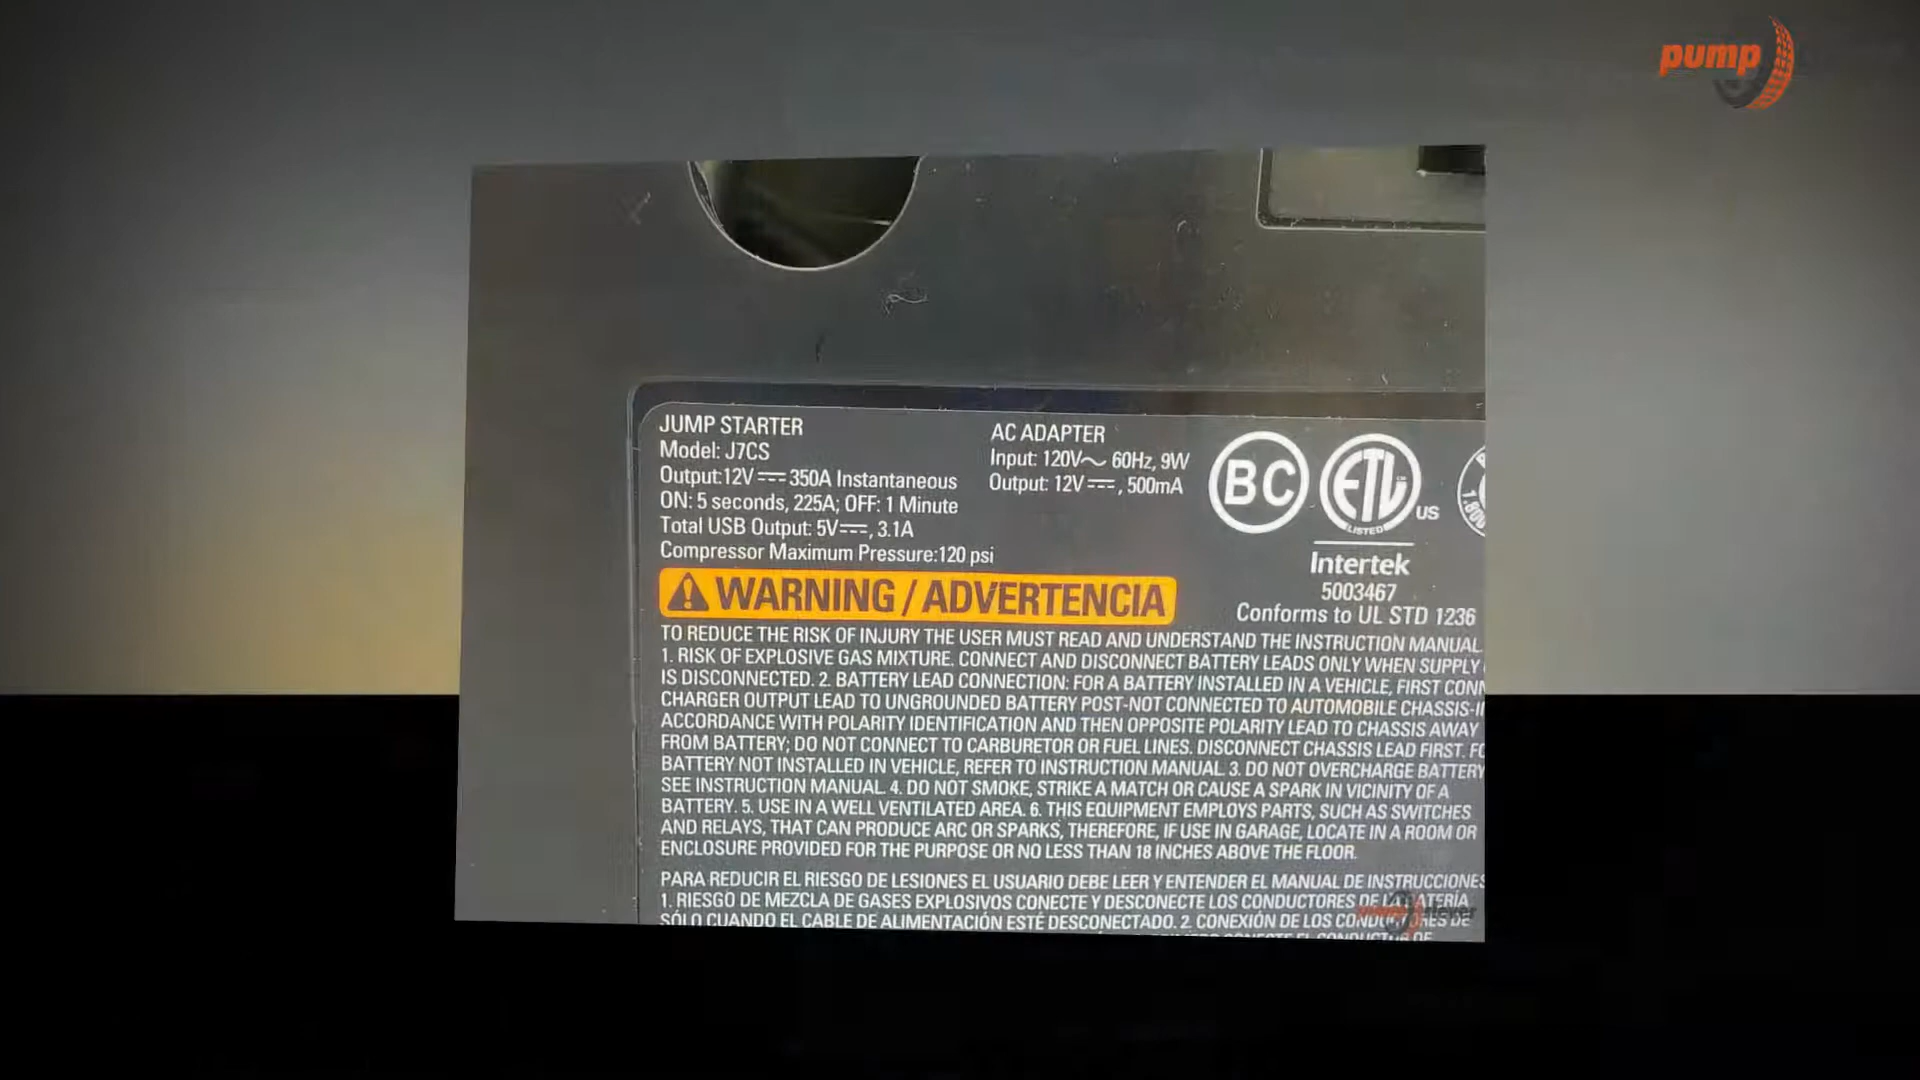 pump
JUMP STARTER
Model: J7CS
Output:12V⎓350A Instantaneous
ON: 5 seconds, 225A; OFF: 1 Minute
Total USB Output: 5V⎓, 3.1A
Compressor Maximum Pressure:120 psi
AC ADAPTER
Input: 120V～ 60Hz, 9W
Output: 12V⎓, 500mA
BC
ETL
LISTED
US
Intertek
5003467
Conforms to UL STD 1236
WARNING / ADVERTENCIA
TO REDUCE THE RISK OF INJURY THE USER MUST READ AND UNDERSTAND THE INSTRUCTION MANUAL
1. RISK OF EXPLOSIVE GAS MIXTURE. CONNECT AND DISCONNECT BATTERY LEADS ONLY WHEN SUPPLY
IS DISCONNECTED. 2. BATTERY LEAD CONNECTION: FOR A BATTERY INSTALLED IN A VEHICLE, FIRST CONN
CHARGER OUTPUT LEAD TO UNGROUNDED BATTERY POST-NOT CONNECTED TO AUTOMOBILE CHASSIS-I
ACCORDANCE WITH POLARITY IDENTIFICATION AND THEN OPPOSITE POLARITY LEAD TO CHASSIS AWAY
FROM BATTERY; DO NOT CONNECT TO CARBURETOR OR FUEL LINES. DISCONNECT CHASSIS LEAD FIRST. FO
BATTERY NOT INSTALLED IN VEHICLE, REFER TO INSTRUCTION MANUAL. 3. DO NOT OVERCHARGE BATTERY
SEE INSTRUCTION MANUAL. 4. DO NOT SMOKE, STRIKE A MATCH OR CAUSE A SPARK IN VICINITY OF A
BATTERY. 5. USE IN A WELL VENTILATED AREA. 6. THIS EQUIPMENT EMPLOYS PARTS, SUCH AS SWITCHES
AND RELAYS, THAT CAN PRODUCE ARC OR SPARKS, THEREFORE, IF USE IN GARAGE, LOCATE IN A ROOM OR
ENCLOSURE PROVIDED FOR THE PURPOSE OR NO LESS THAN 18 INCHES ABOVE THE FLOOR.
PARA REDUCIR EL RIESGO DE LESIONES EL USUARIO DEBE LEER Y ENTENDER EL MANUAL DE INSTRUCCIONES
1. RIESGO DE MEZCLA DE GASES EXPLOSIVOS CONECTE Y DESCONECTE LOS CONDUCTORES DE LA BATERÍA
SÓLO CUANDO EL CABLE DE ALIMENTACIÓN ESTÉ DESCONECTADO. 2. CONEXIÓN DE LOS CONDUCTORES DE